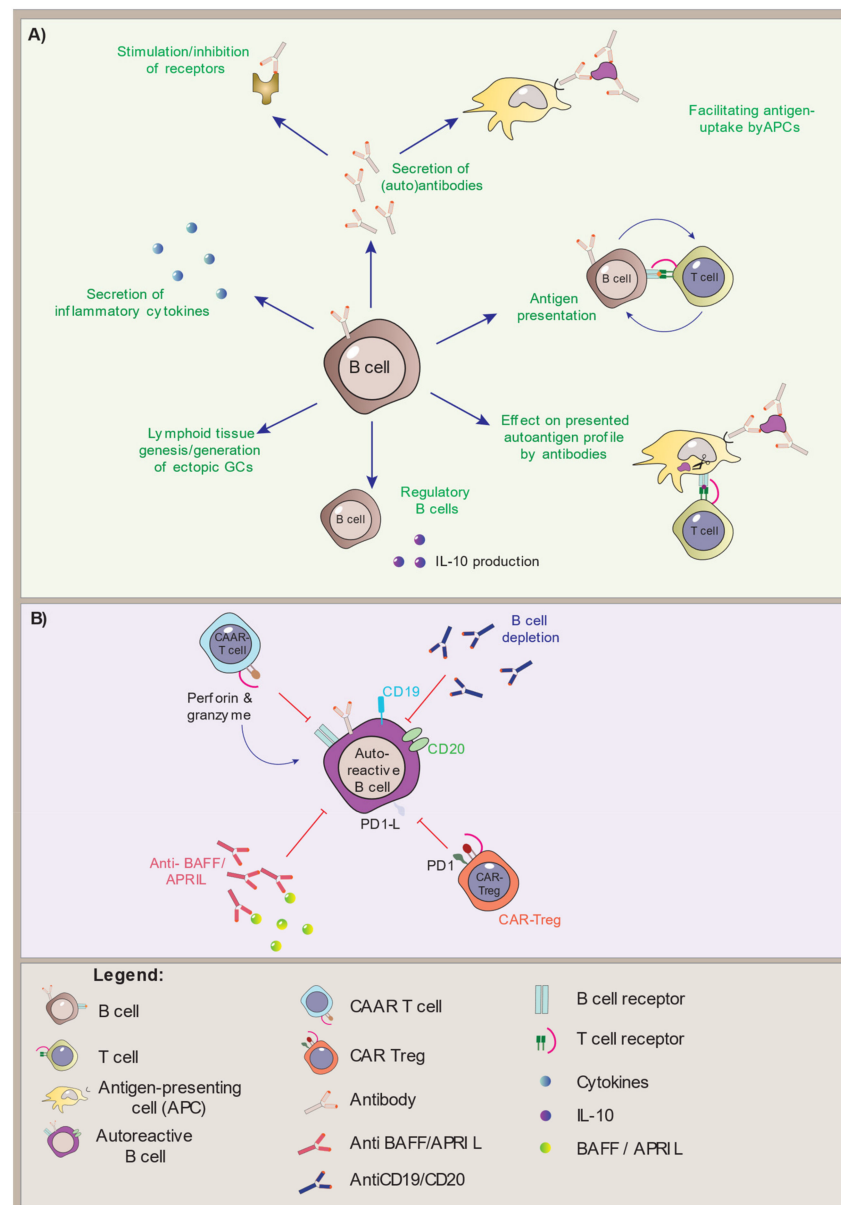 A)
Stimulation/inhibition
of receptors
Facilitating antigen-
uptake byAPCs
Secretion of
(auto)antibodies
Secretion of
inflammatory cytokines
B cell
T cell
Antigen
presentation
B cell
Lymphoid tissue
genesis/generation
of ectopic GCs
Effect on presented
autoantigen profile
by antibodies
Regulatory
B cells
B cell
IL-10 production
T cell
B)
CAAR-
T cell
B cell
depletion
Perforin &
granzyme
CD19
CD20
Auto-
reactive
B cell
PD1-L
Anti- BAFF/
APRIL
PD1
CAR-
Treg
CAR-Treg
Legend:
B cell
T cell
Antigen-presenting
cell (APC)
Autoreactive
B cell
CAAR T cell
CAR Treg
Antibody
Anti BAFF/APRIL
AntiCD19/CD20
B cell receptor
T cell receptor
Cytokines
IL-10
BAFF / APRIL